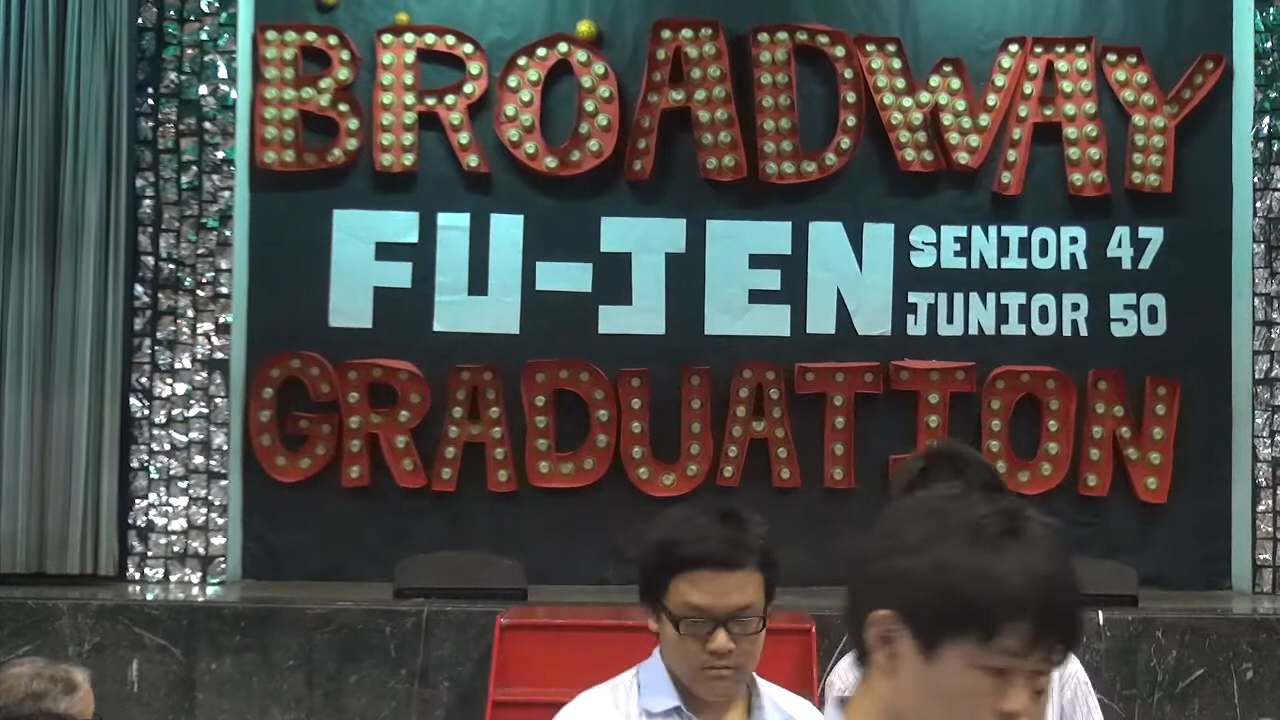 BROADWAY
FU-JEN
SENIOR 47
JUNIOR 50
GRADUATION